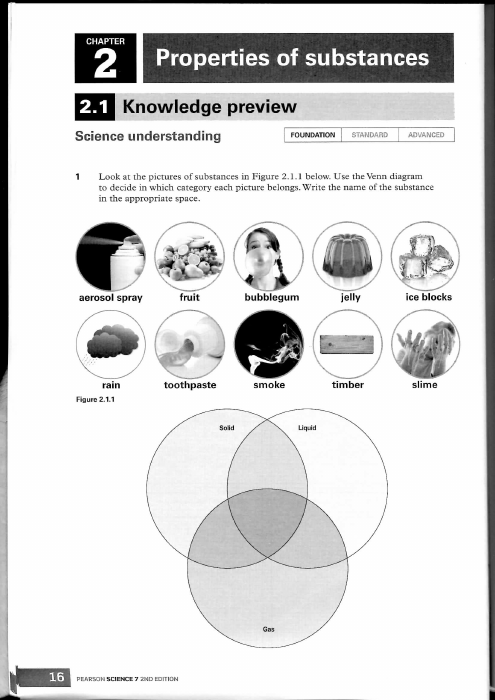 CHAPTER
2
Properties of substances
2.1 Knowledge preview
Science understanding
FOUNDATION STANDARD ADVANCED
1 Look at the pictures of substances in Figure 2.1.1 below. Use the Venn diagram
to decide in which category each picture belongs. Write the name of the substance
in the appropriate space.
aerosol spray fruit bubblegum jelly ice blocks
rain toothpaste smoke timber slime
Figure 2.1.1
Solid Liquid
Gas
16 PEARSON SCIENCE 7 2ND EDITION